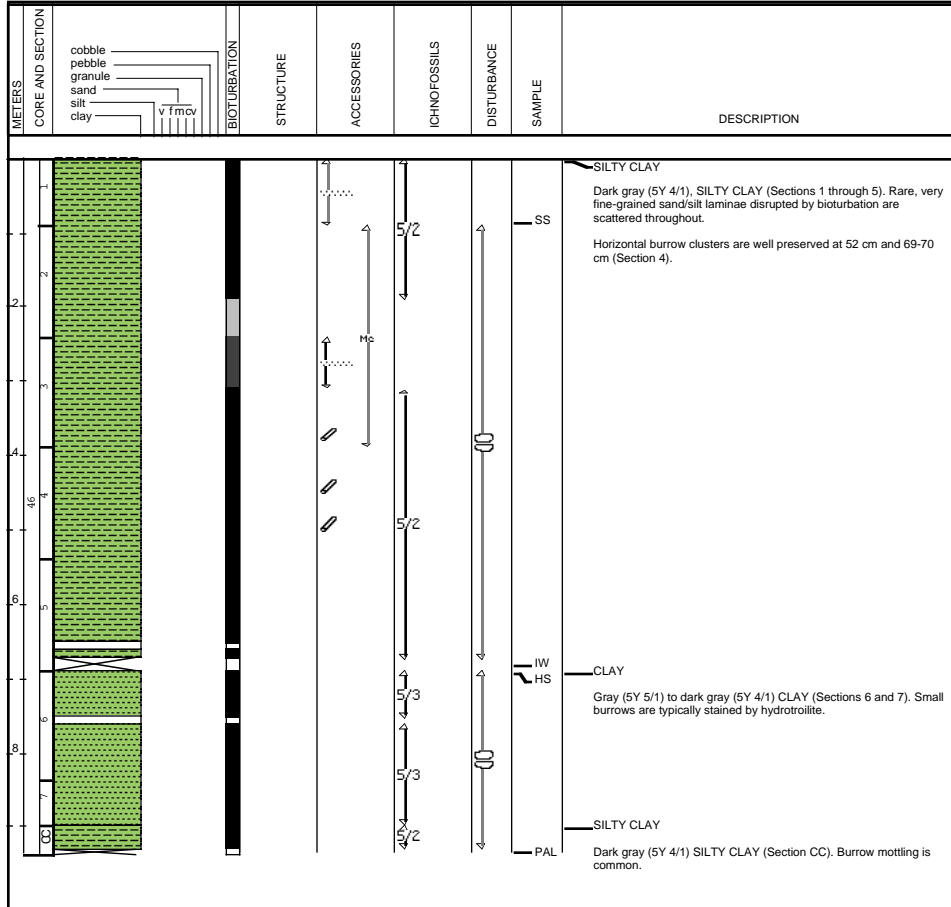 METERS
CORE AND SECTION
cobble
pebble
granule
sand
silt
clay
v f m c v
BIOTURBATION
STRUCTURE
ACCESSORIES
ICHNOFOSSILS
DISTURBANCE
SAMPLE
DESCRIPTION
1
2
3
4
5
6
7
CC
46
2
4
6
8
Mc
5/2
5/2
5/3
5/3
5/2
SS
IW
HS
PAL
SILTY CLAY
Dark gray (5Y 4/1), SILTY CLAY (Sections 1 through 5). Rare, very
fine-grained sand/silt laminae disrupted by bioturbation are
scattered throughout.
Horizontal burrow clusters are well preserved at 52 cm and 69-70
cm (Section 4).
CLAY
Gray (5Y 5/1) to dark gray (5Y 4/1) CLAY (Sections 6 and 7). Small
burrows are typically stained by hydrotroilite.
SILTY CLAY
Dark gray (5Y 4/1) SILTY CLAY (Section CC). Burrow mottling is
common.